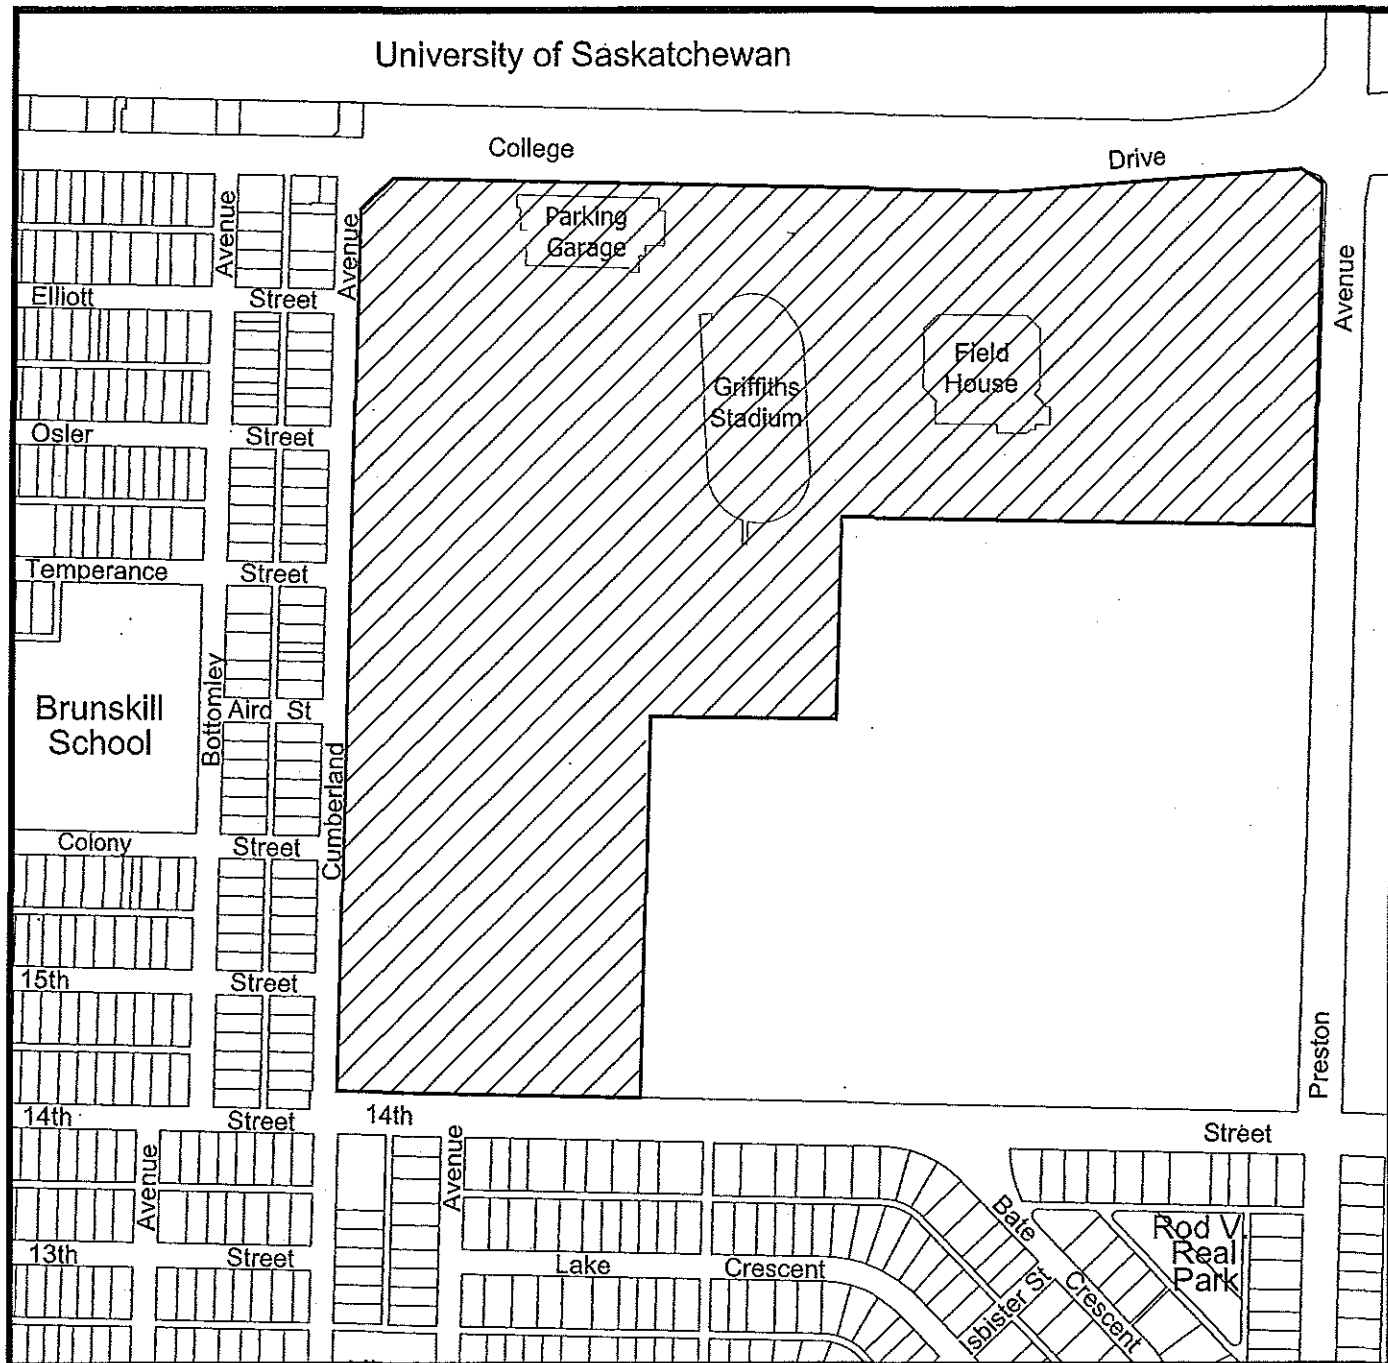 University of Saskatchewan
College
Drive
Parking
Garage
Avenue
Avenue
Avenue
Elliott
Street
Field
House
Griffiths
Stadium
Osler
Street
Temperance
Street
Brunskill
School
Bottomley
Aird St
Cumberland
Colony
Street
15th
Street
Preston
14th
Street
14th
Street
Avenue
Avenue
13th
Street
Lake
Crescent
Bate
Crescent
sbister St
Rod V.
Real
Park